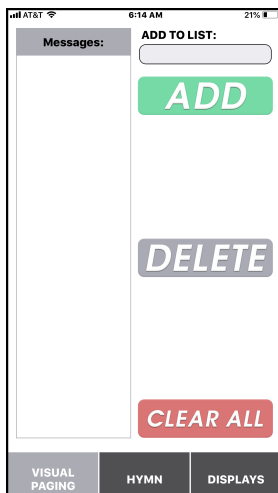 AT&T 6:14 AM 21%
Messages:
ADD TO LIST:
ADD
DELETE
CLEAR ALL
VISUAL
PAGING
HYMN
DISPLAYS